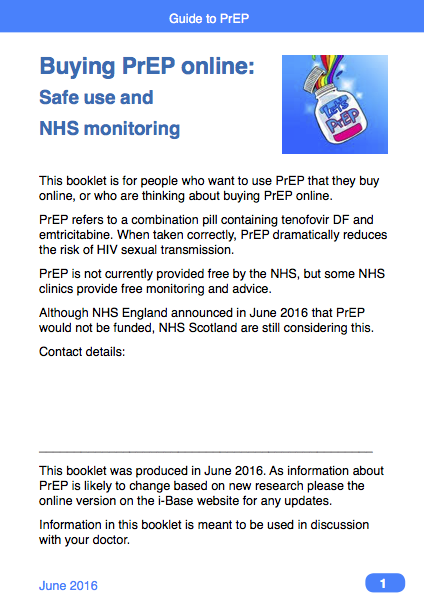 Guide to PrEP
Buying PrEP online:
Safe use and
NHS monitoring
LET'S
PrEP
This booklet is for people who want to use PrEP that they buy
online, or who are thinking about buying PrEP online.
PrEP refers to a combination pill containing tenofovir DF and
emtricitabine. When taken correctly, PrEP dramatically reduces
the risk of HIV sexual transmission.
PrEP is not currently provided free by the NHS, but some NHS
clinics provide free monitoring and advice.
Although NHS England announced in June 2016 that PrEP
would not be funded, NHS Scotland are still considering this.
Contact details:
This booklet was produced in June 2016. As information about
PrEP is likely to change based on new research please the
online version on the i-Base website for any updates.
Information in this booklet is meant to be used in discussion
with your doctor.
June 2016
1